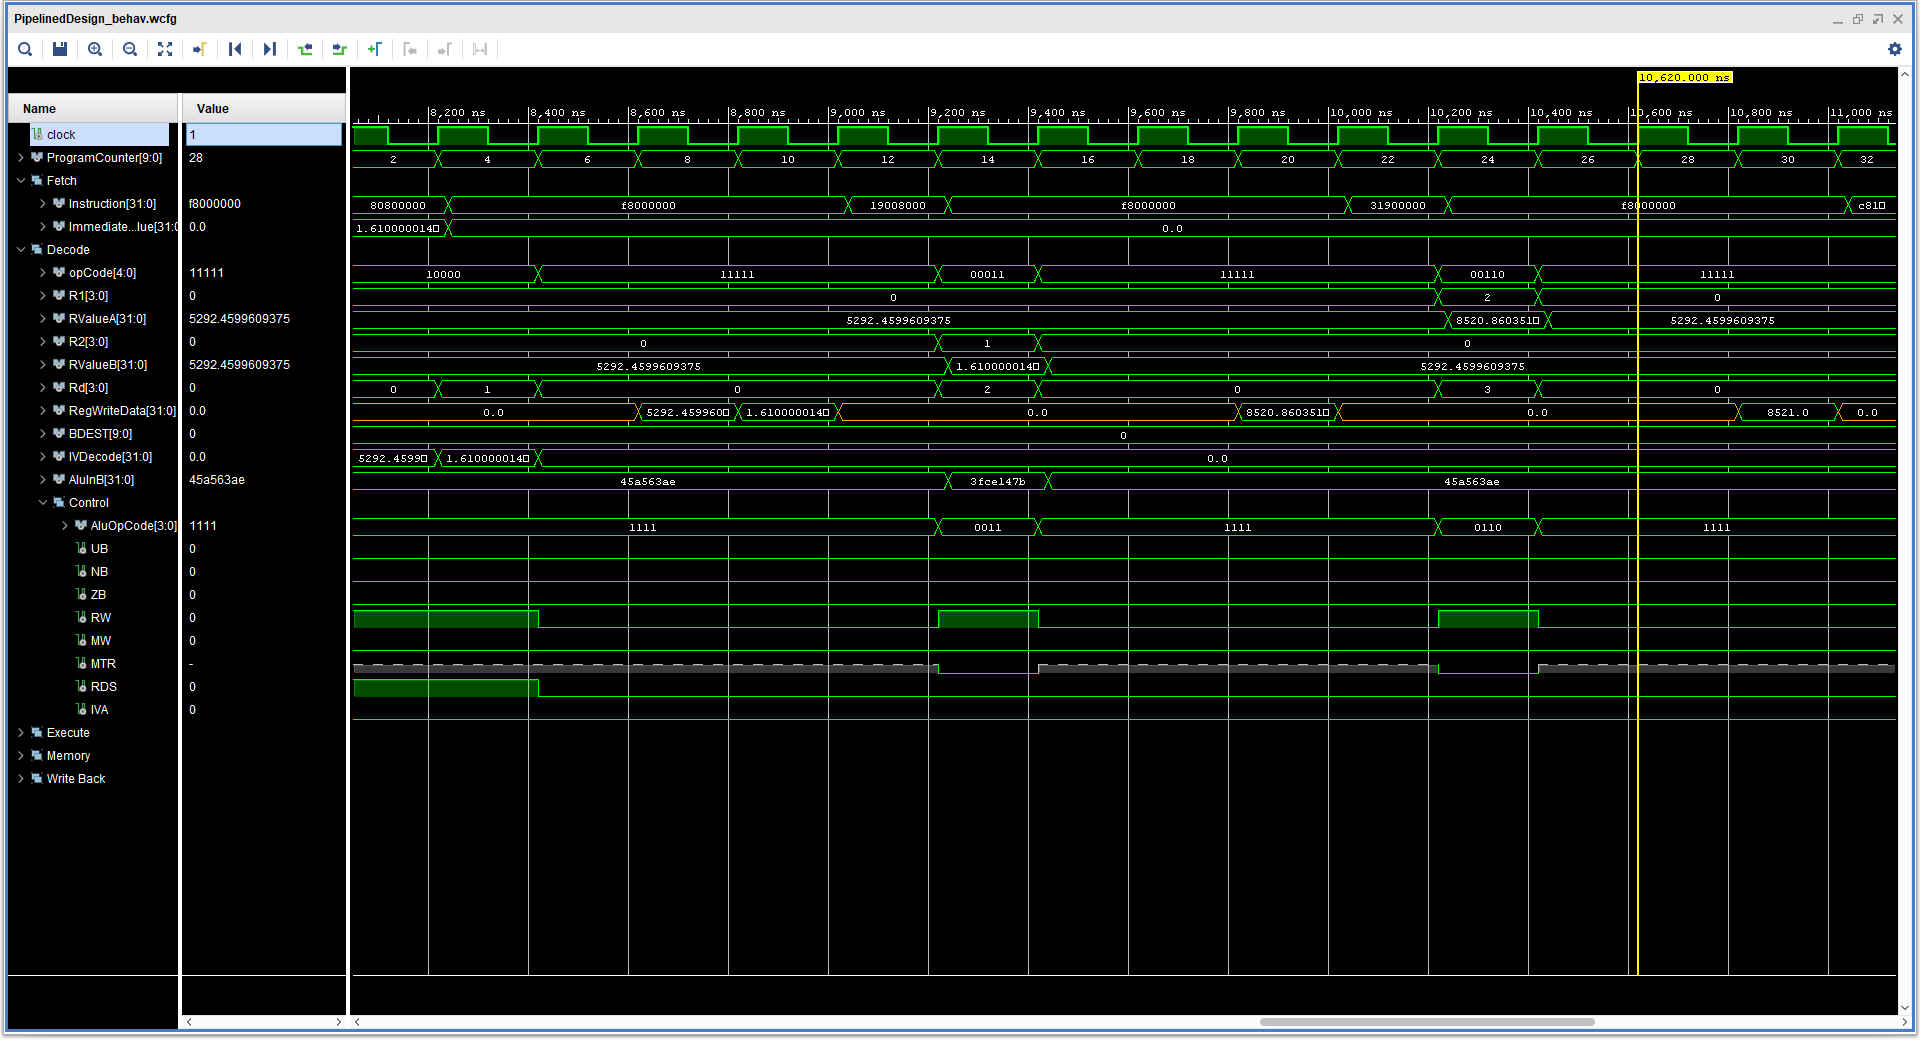 PipelinedDesign_behav.wcfg
10,620.000 ns
Name Value
8,200 ns 8,400 ns 8,600 ns 8,800 ns 9,000 ns 9,200 ns 9,400 ns 9,600 ns 9,800 ns 10,000 ns 10,200 ns 10,400 ns 10,600 ns 10,800 ns 11,000 ns
clock 1
ProgramCounter[9:0] 28 2 4 6 8 10 12 14 16 18 20 22 24 26 28 30 32
Fetch
Instruction[31:0] f8000000 80800000 f8000000 19008000 f8000000 31900000 f8000000 c81
Immediate...lue[31:0 0.0 1.610000014 0.0
Decode
opCode[4:0] 11111 10000 11111 00011 11111 00110 11111
R1[3:0] 0 0 2 0
RValueA[31:0] 5292.4599609375 5292.4599609375 8520.860351 5292.4599609375
R2[3:0] 0 0 1 0
RValueB[31:0] 5292.4599609375 5292.4599609375 1.610000014 5292.4599609375
Rd[3:0] 0 0 1 0 2 0 3 0
RegWriteData[31:0] 0.0 0.0 5292.459960 1.610000014 0.0 8520.860351 0.0 8521.0 0.0
BDEST[9:0] 0 0
IVDecode[31:0] 0.0 5292.4599 1.610000014 0.0
AluInB[31:0] 45a563ae 45a563ae 3fce147b 45a563ae
Control
AluOpCode[3:0] 1111 1111 0011 1111 0110 1111
UB 0
NB 0
ZB 0
RW 0
MW 0
MTR -
RDS 0
IVA 0
Execute
Memory
Write Back